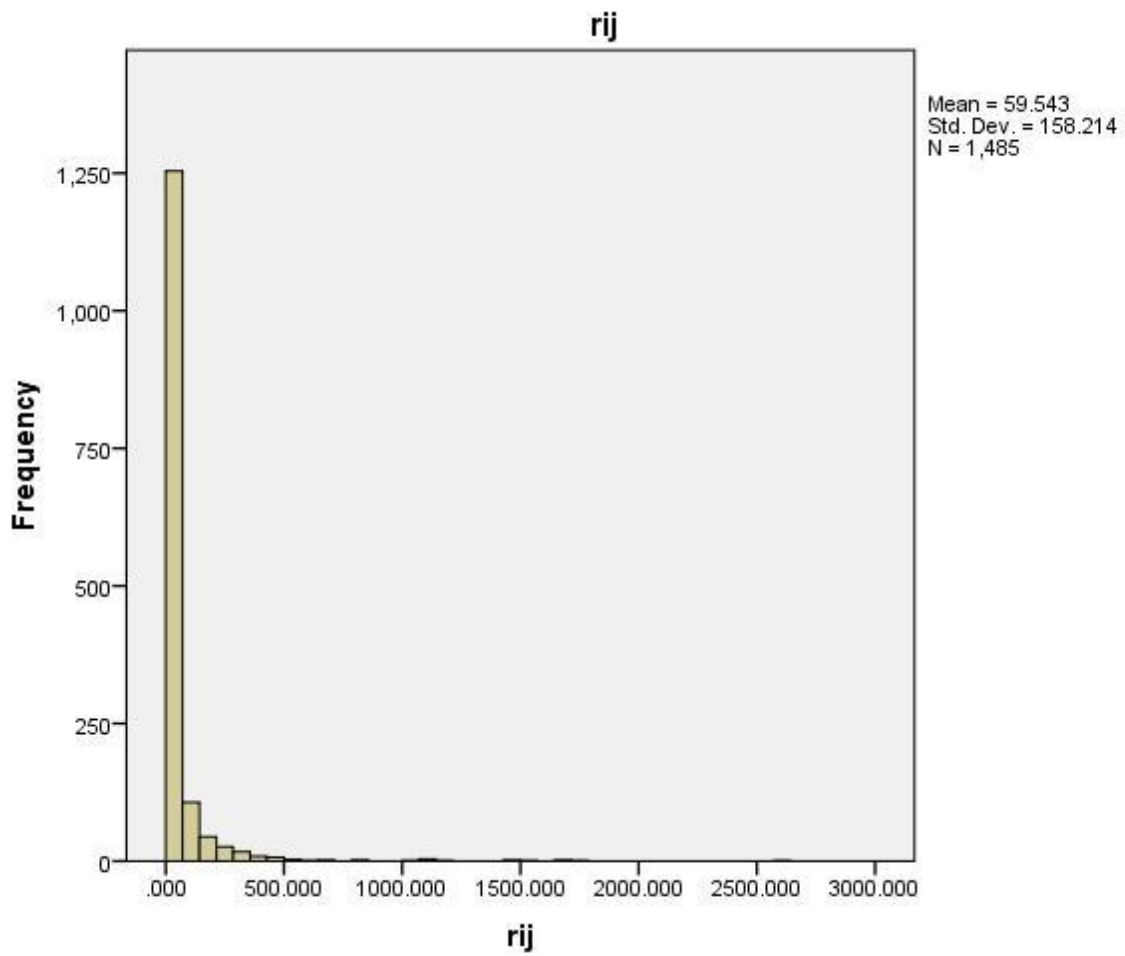 rij
Mean = 59.543
Std. Dev. = 158.214
N = 1,485
Frequency
1,250
1,000
750
500
250
0
.000 500.000 1000.000 1500.000 2000.000 2500.000 3000.000
rij